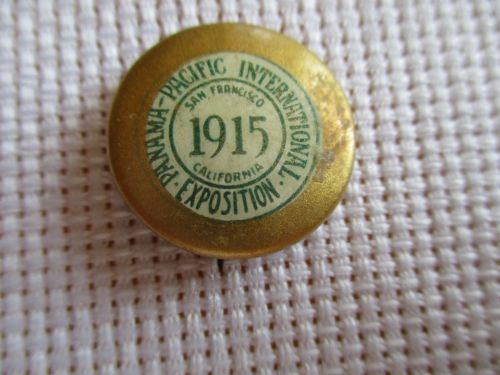 PANAMA-PACIFIC INTERNATIONAL · EXPOSITION ·
SAN FRANCISCO
1915
CALIFORNIA